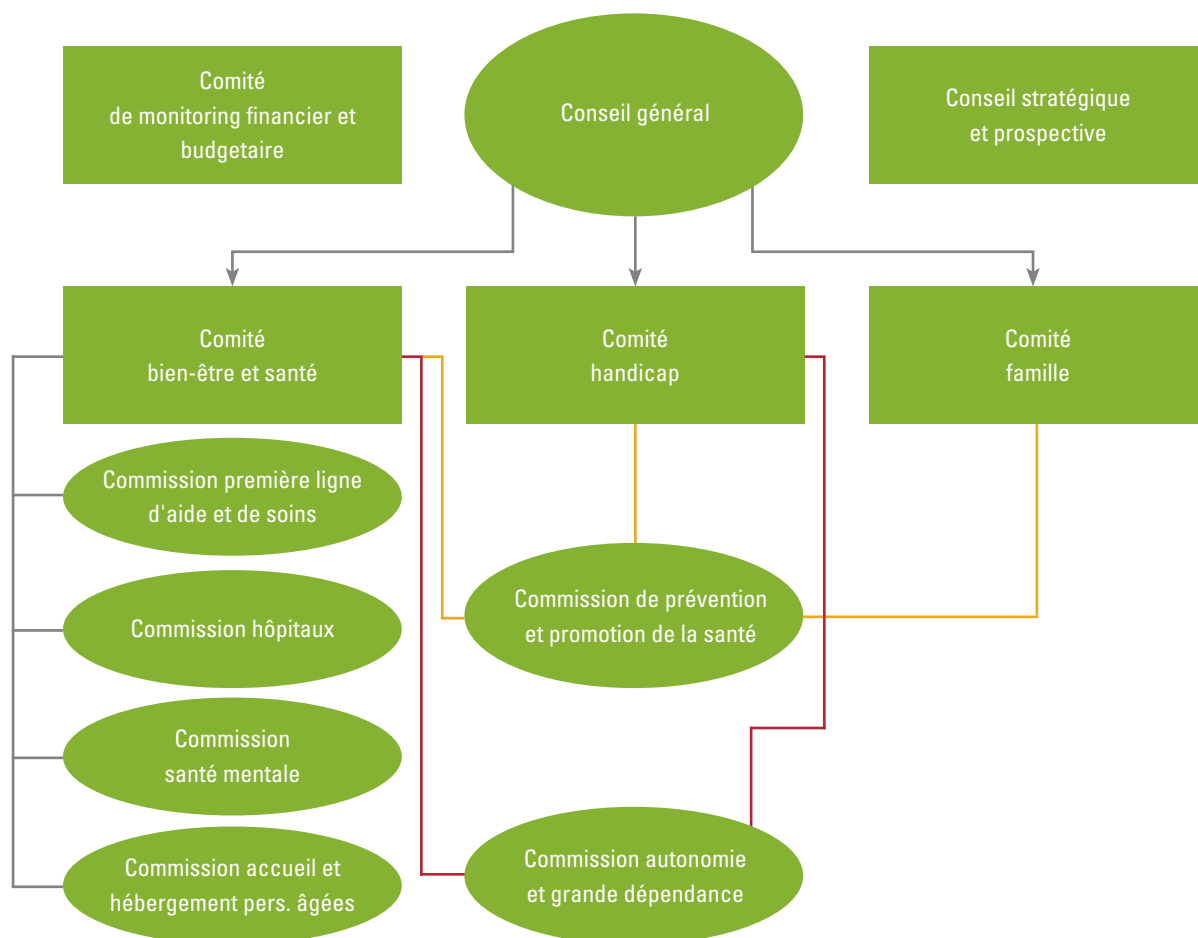 Comité
de monitoring financier et
budgetaire
Conseil général
Conseil stratégique
et prospective
Comité
bien-être et santé
Comité
handicap
Comité
famille
Commission première ligne
d'aide et de soins
Commission hôpitaux
Commission
santé mentale
Commission accueil et
hébergement pers. âgées
Commission de prévention
et promotion de la santé
Commission autonomie
et grande dépendance